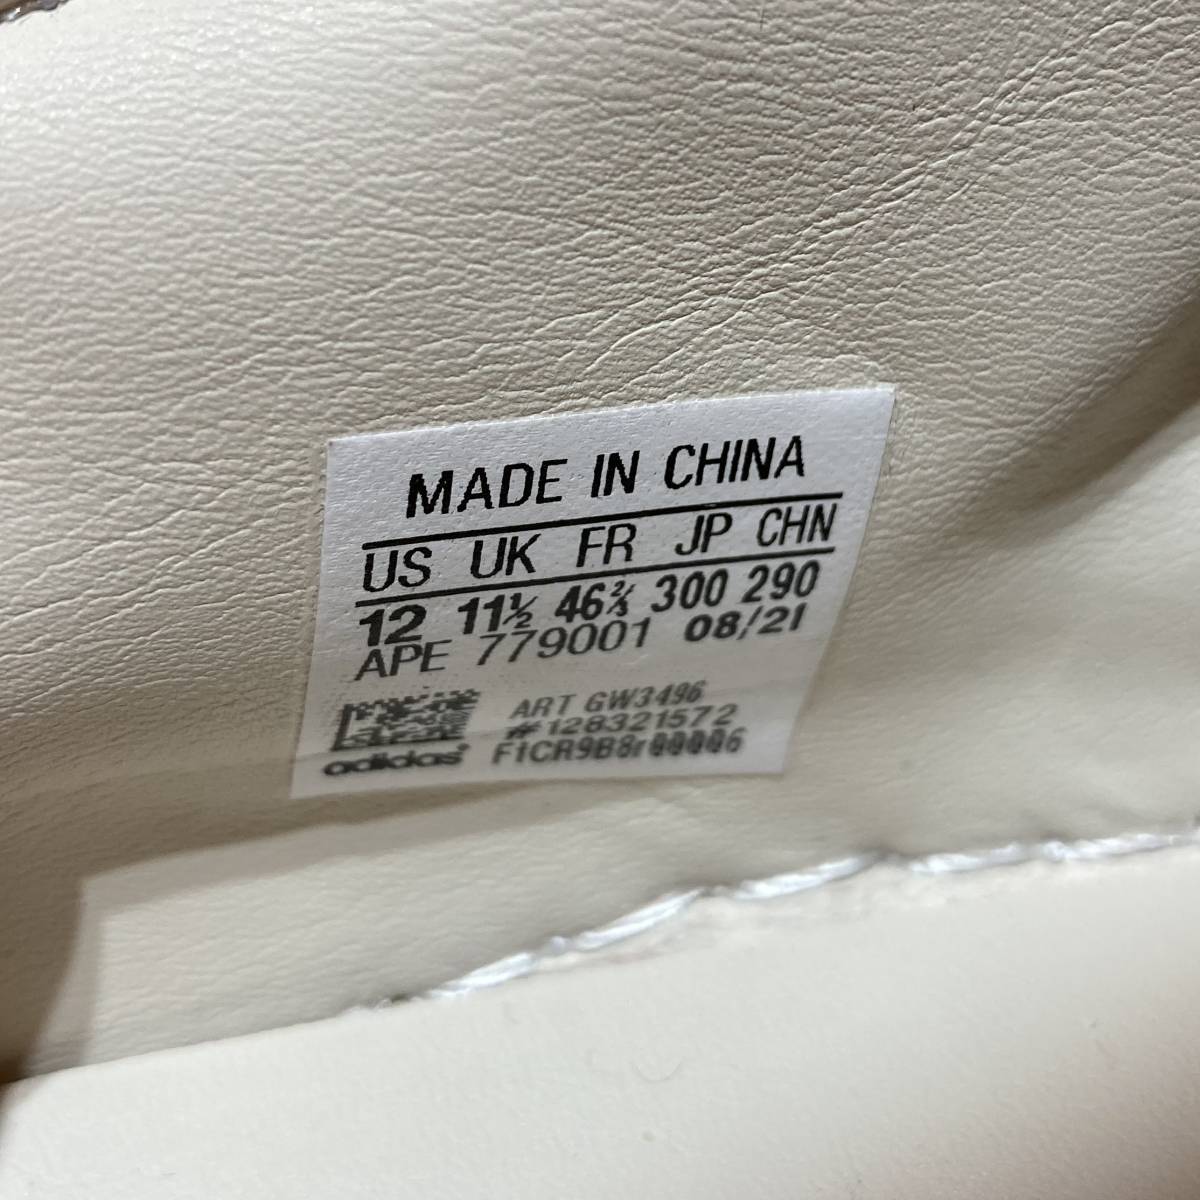 MADE IN CHINA
US UK FR JP CHN
12 11½ 46⅔ 300 290
APE 779001 08/21
ART GW3496
#128321572
adidas F1CR9B8r00006